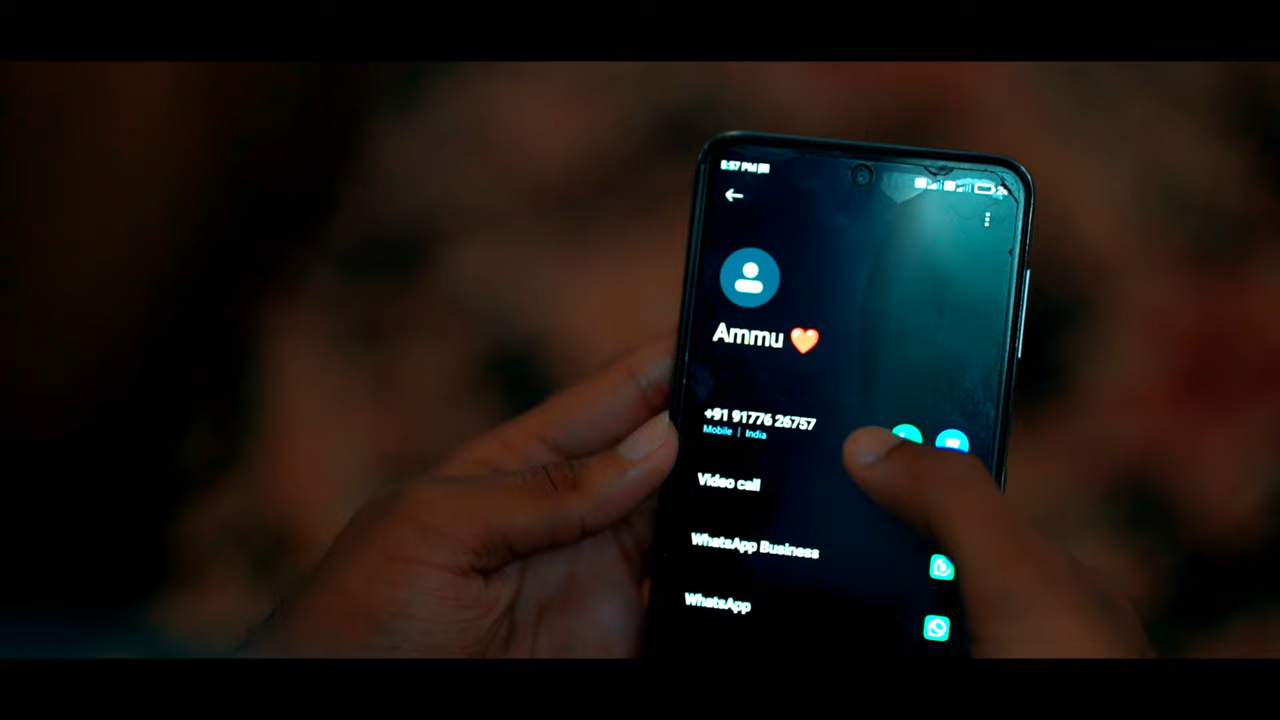 5:57 PM
Ammu 🧡
+91 91776 26757
Mobile | India
Video call
WhatsApp Business
WhatsApp